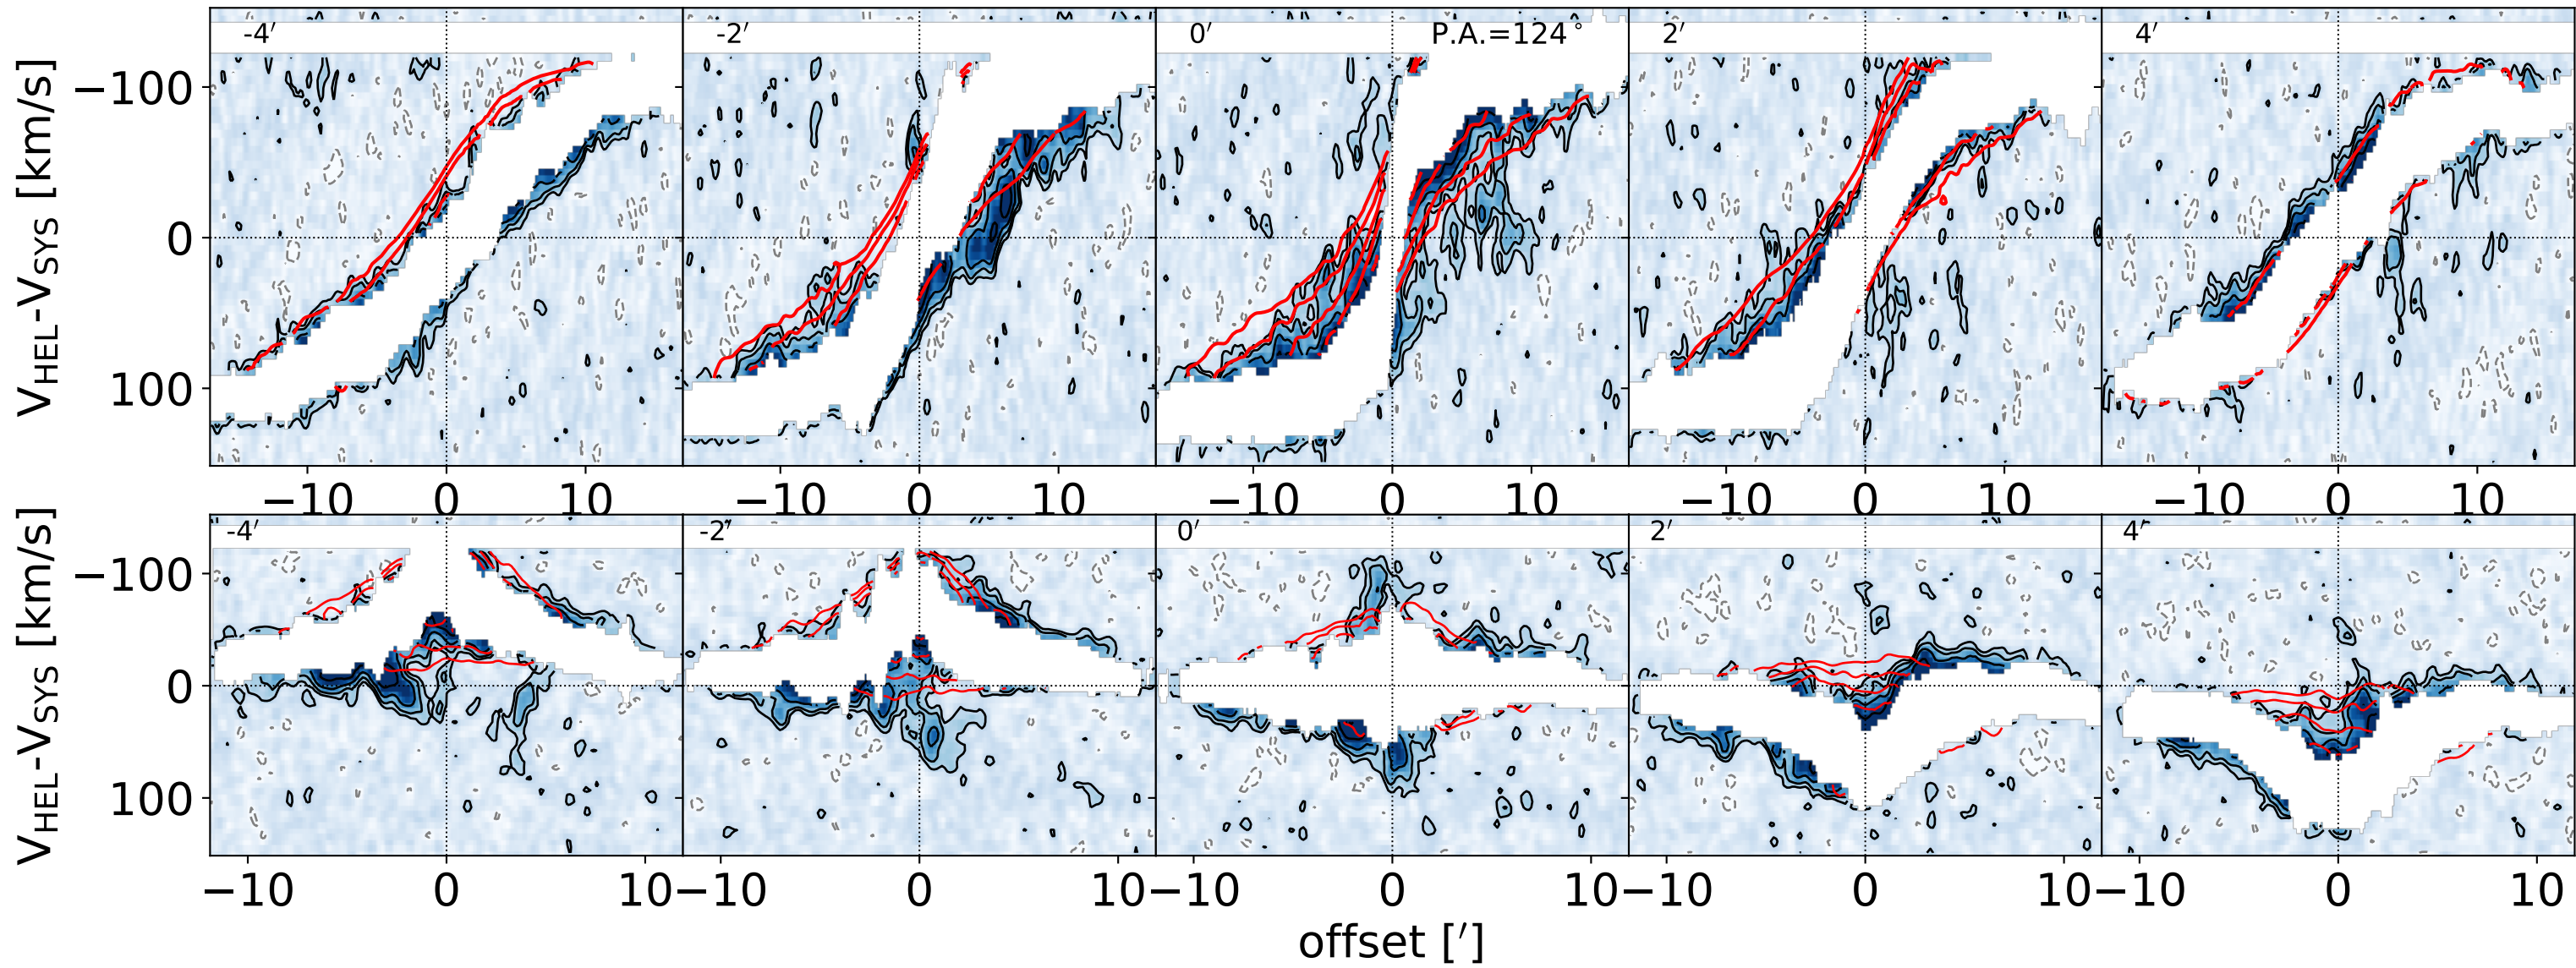 -4′ -2′ 0′ P.A.=124° 2′ 4′
V_HEL-V_SYS [km/s]
−100
0
100
−10 0 10 −10 0 10 −10 0 10 −10 0 10 −10 0 10
-4′ -2′ 0′ 2′ 4′
V_HEL-V_SYS [km/s]
−100
0
100
−10 0 10 −10 0 10 −10 0 10 −10 0 10 −10 0 10
offset [′]